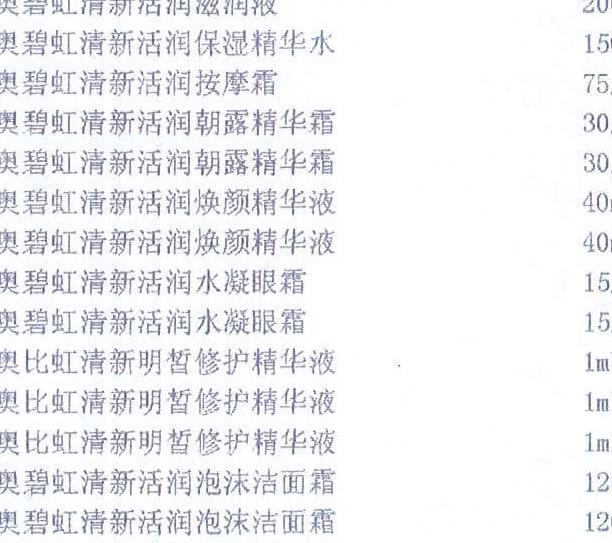 奥碧虹清新活润滋润液 200
奥碧虹清新活润保湿精华水 150
奥碧虹清新活润按摩霜 75
奥碧虹清新活润朝露精华霜 30
奥碧虹清新活润朝露精华霜 30
奥碧虹清新活润焕颜精华液 40
奥碧虹清新活润焕颜精华液 40
奥碧虹清新活润水凝眼霜 15
奥碧虹清新活润水凝眼霜 15
奥比虹清新明皙修护精华液 1m
奥比虹清新明皙修护精华液 1m
奥比虹清新明皙修护精华液 1m
奥碧虹清新活润泡沫洁面霜 12
奥碧虹清新活润泡沫洁面霜 120